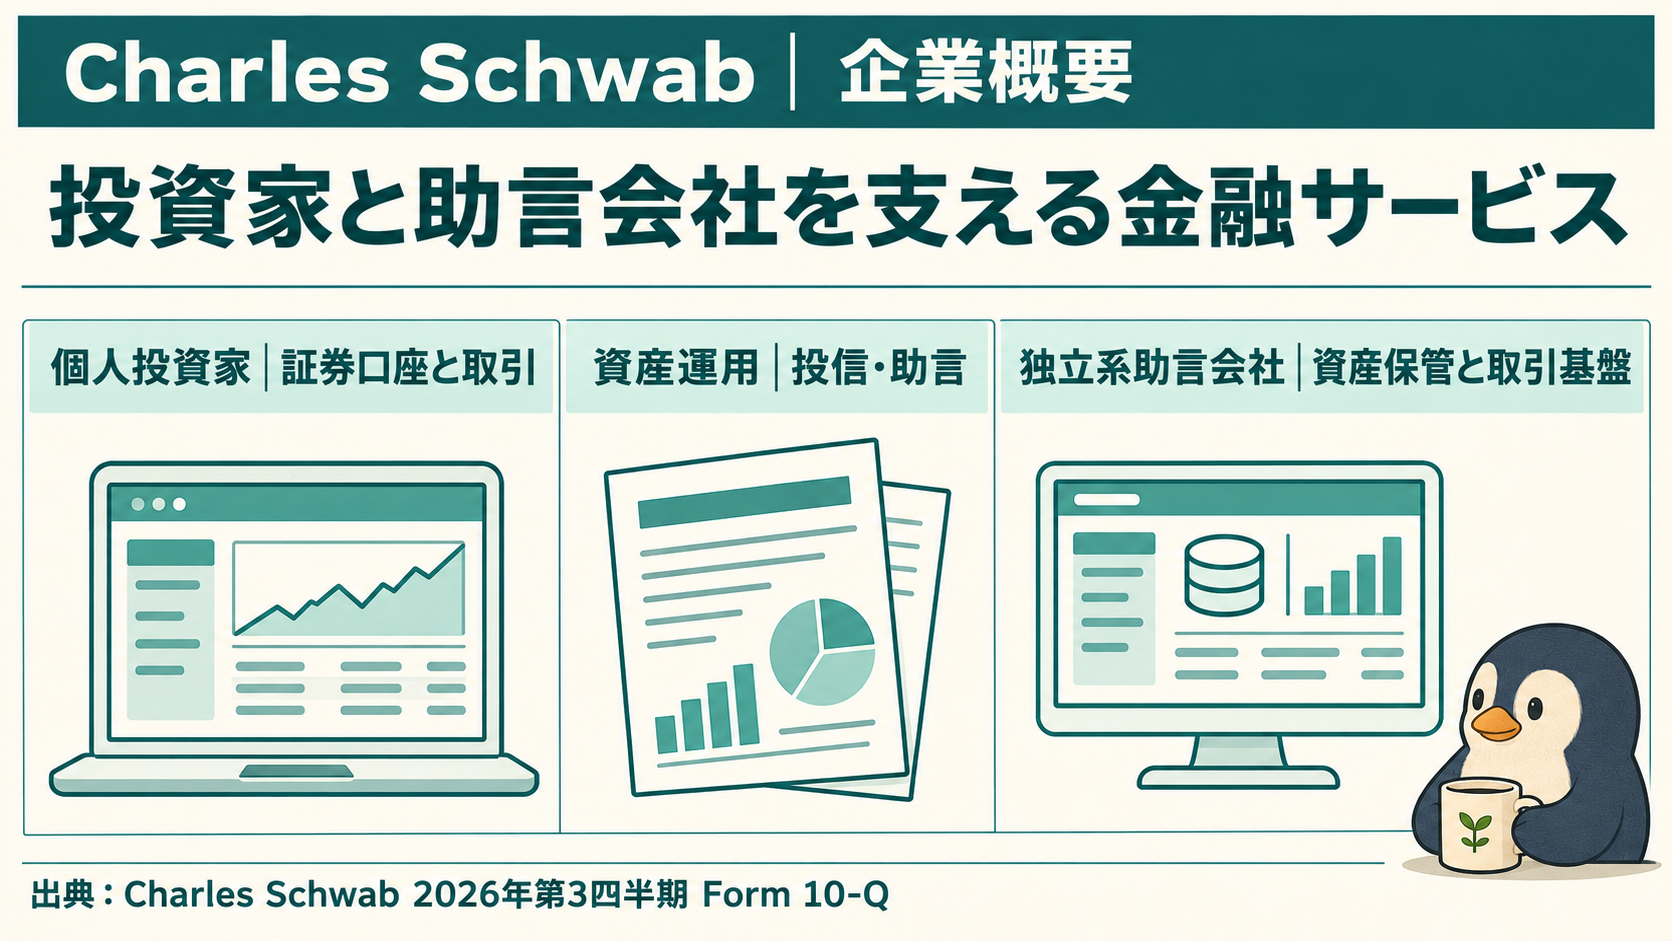 Charles Schwab｜企業概要
投資家と助言会社を支える金融サービス
個人投資家｜証券口座と取引
資産運用｜投信・助言
独立系助言会社｜資産保管と取引基盤
出典：Charles Schwab 2026年第3四半期 Form 10-Q